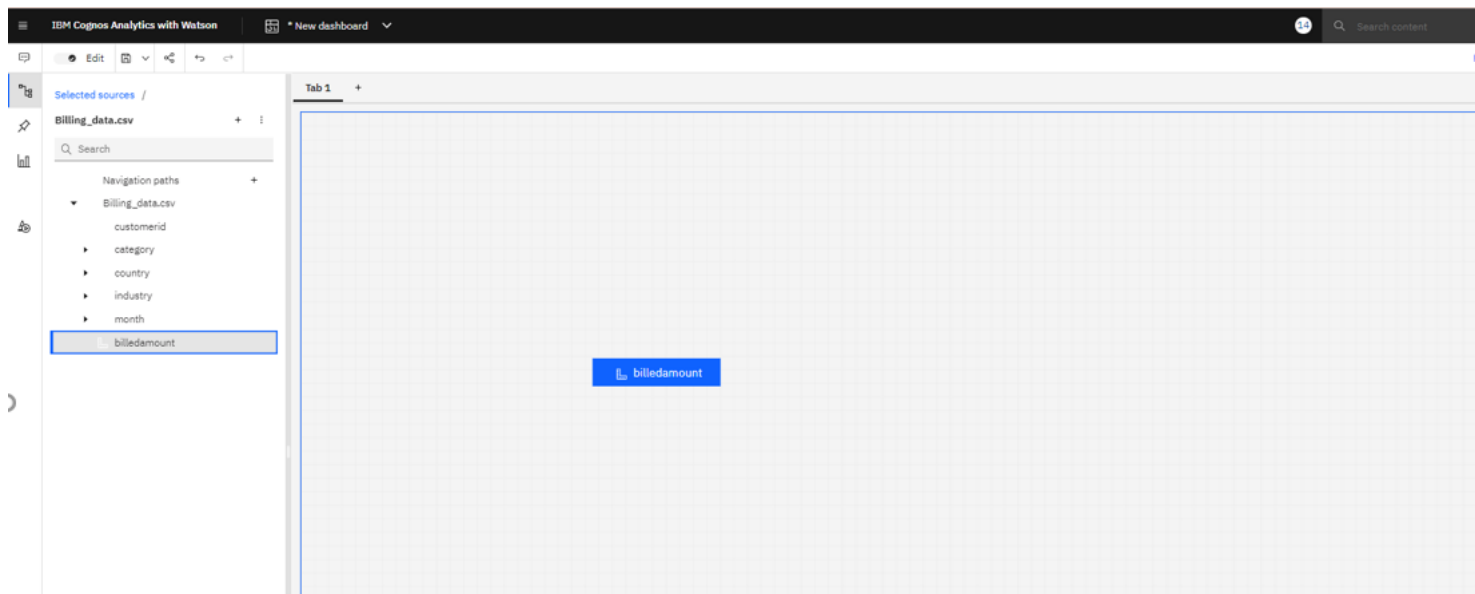 IBM Cognos Analytics with Watson
* New dashboard
14
Search content
Edit
Selected sources /
Tab 1 +
Billing_data.csv +
Search
Navigation paths +
Billing_data.csv
customerid
category
country
industry
month
billedamount
billedamount